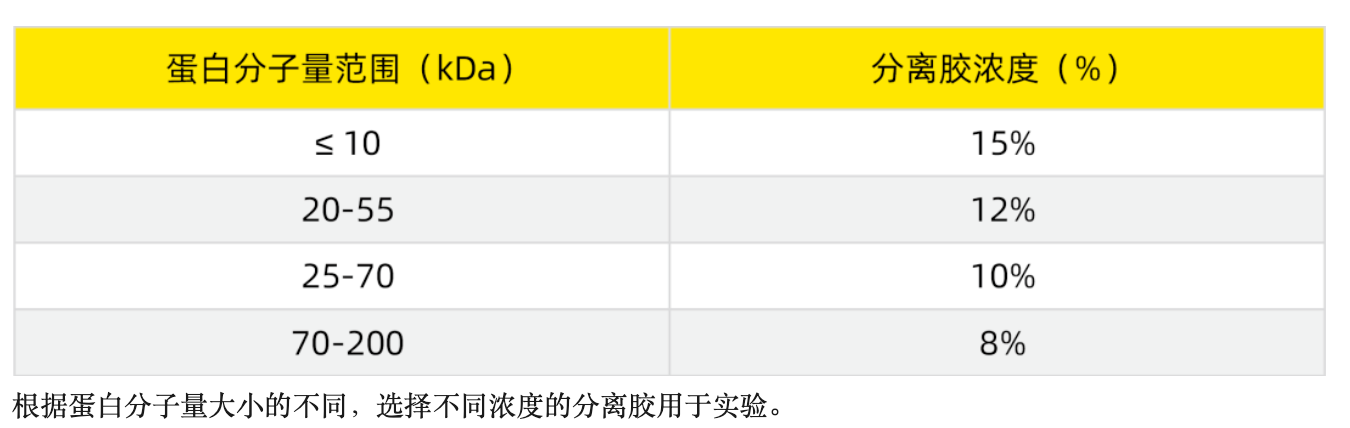 蛋白分子量范围（kDa） 分离胶浓度（%）
≤ 10 15%
20-55 12%
25-70 10%
70-200 8%
根据蛋白分子量大小的不同，选择不同浓度的分离胶用于实验。